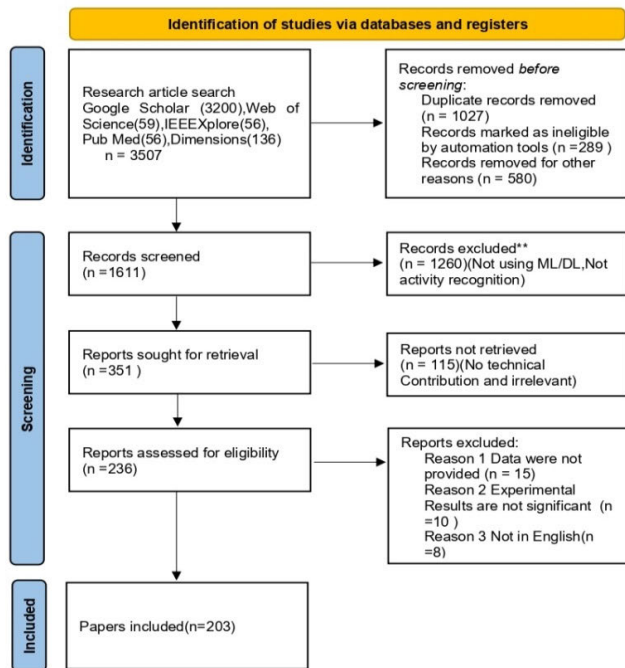 Identification of studies via databases and registers
Identification
Research article search
Google Scholar (3200),Web of
Science(59),IEEEXplore(56),
Pub Med(56),Dimensions(136)
n = 3507
Records removed before
screening:
Duplicate records removed
(n = 1027)
Records marked as ineligible
by automation tools (n =289 )
Records removed for other
reasons (n = 580)
Screening
Records screened
(n =1611)
Records excluded**
(n = 1260)(Not using ML/DL,Not
activity recognition)
Reports sought for retrieval
(n =351 )
Reports not retrieved
(n = 115)(No technical
Contribution and irrelevant)
Reports assessed for eligibility
(n =236)
Reports excluded:
Reason 1 Data were not
provided (n = 15)
Reason 2 Experimental
Results are not significant (n
=10 )
Reason 3 Not in English(n
=8)
Included
Papers included(n=203)